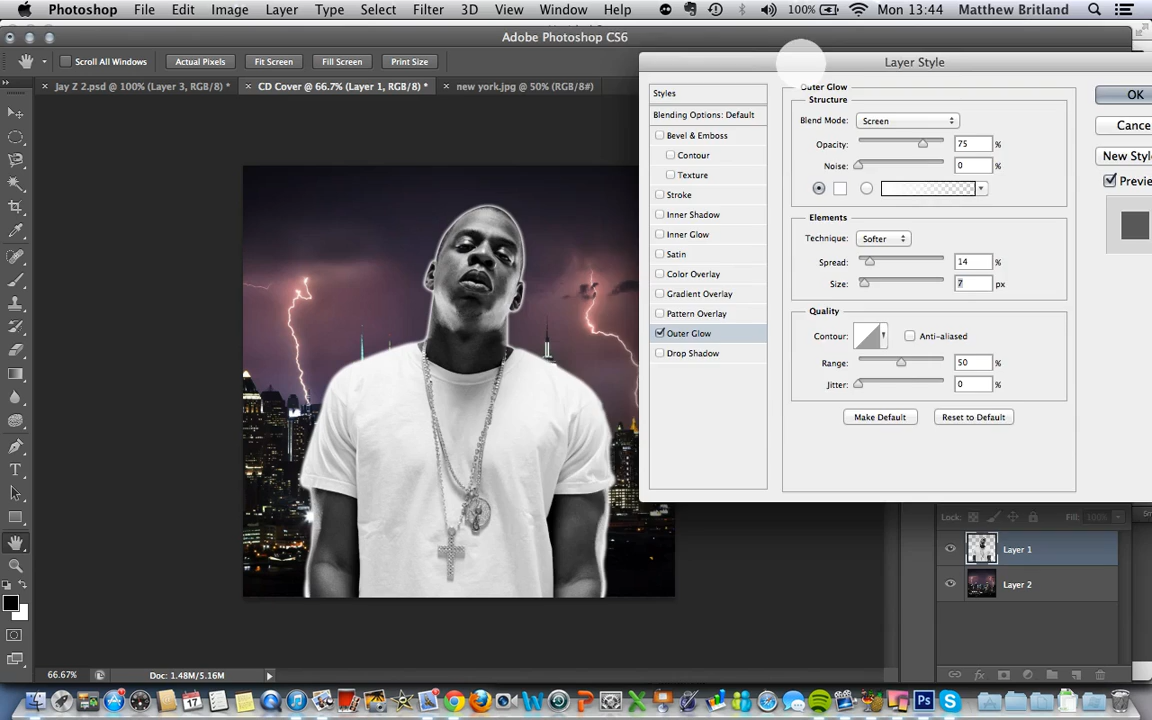 Photoshop File Edit Image Layer Type Select Filter 3D View Window Help 100% Mon 13:44 Matthew Britland
Adobe Photoshop CS6
Scroll All Windows Actual Pixels Fit Screen Fill Screen Print Size
Layer Style
× Jay Z 2.psd @ 100% (Layer 3, RGB/8) * × CD Cover @ 66.7% (Layer 1, RGB/8) * × new york.jpg @ 50% (RGB/8#)
Styles
Blending Options: Default
Bevel & Emboss
Contour
Texture
Stroke
Inner Shadow
Inner Glow
Satin
Color Overlay
Gradient Overlay
Pattern Overlay
Outer Glow
Drop Shadow
Outer Glow
Structure
Blend Mode: Screen
Opacity: 75 %
Noise: 0 %
Elements
Technique: Softer
Spread: 14 %
Size: 7 px
Quality
Contour: Anti-aliased
Range: 50 %
Jitter: 0 %
Make Default Reset to Default
OK
Cance
New Style
Preview
Lock: Fill: 100%
Layer 1
Layer 2
66.67% Doc: 1.48M/5.16M
17
Ps